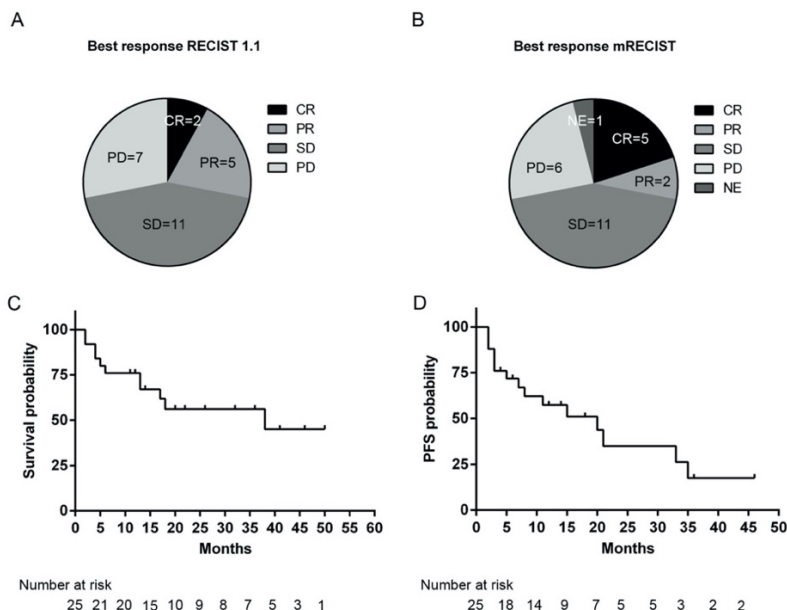 A
Best response RECIST 1.1
CR=2
PR=5
SD=11
PD=7
CR
PR
SD
PD
B
Best response mRECIST
NE=1
CR=5
PR=2
SD=11
PD=6
CR
PR
SD
PD
NE
C
Survival probability
100
75
50
25
0
0 5 10 15 20 25 30 35 40 45 50 55 60
Months
Number at risk
25 21 20 15 10 9 8 7 5 3 1
D
PFS probability
100
75
50
25
0
0 5 10 15 20 25 30 35 40 45 50
Months
Number at risk
25 18 14 9 7 5 5 3 2 2